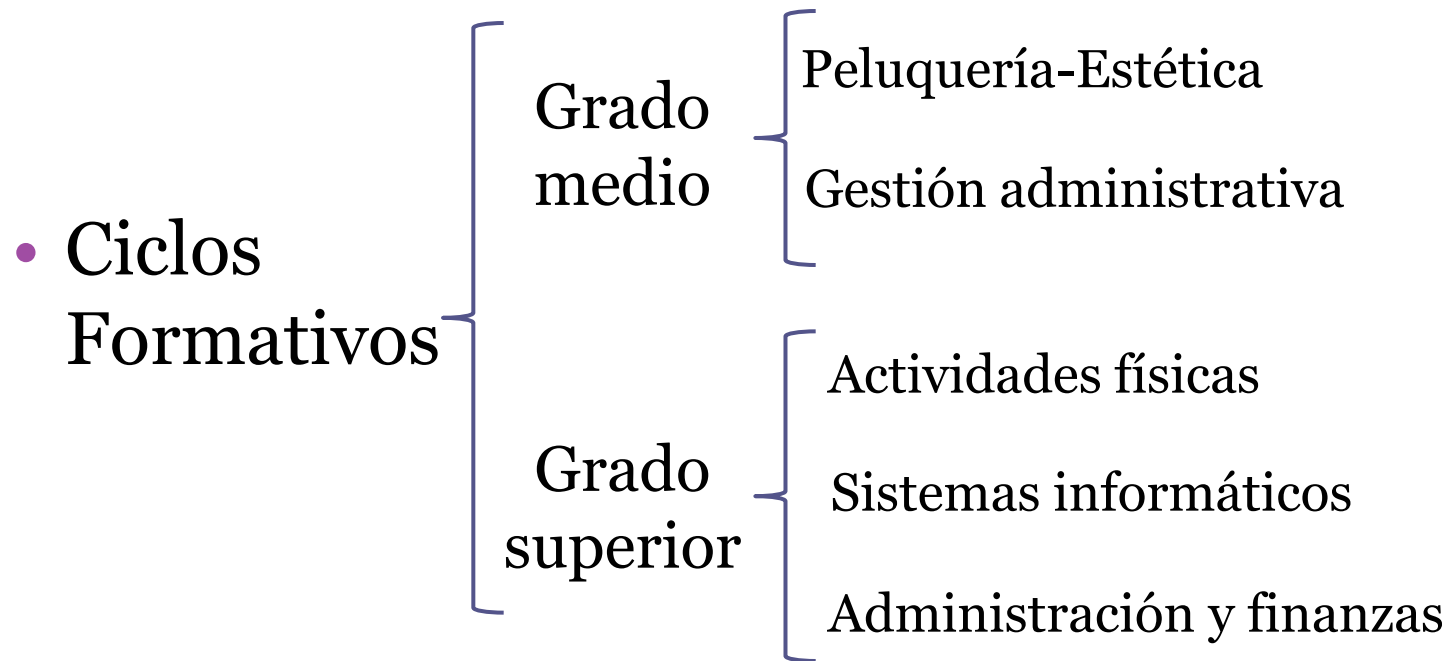 • Ciclos
Formativos
Grado
medio
Peluquería-Estética
Gestión administrativa
Grado
superior
Actividades físicas
Sistemas informáticos
Administración y finanzas